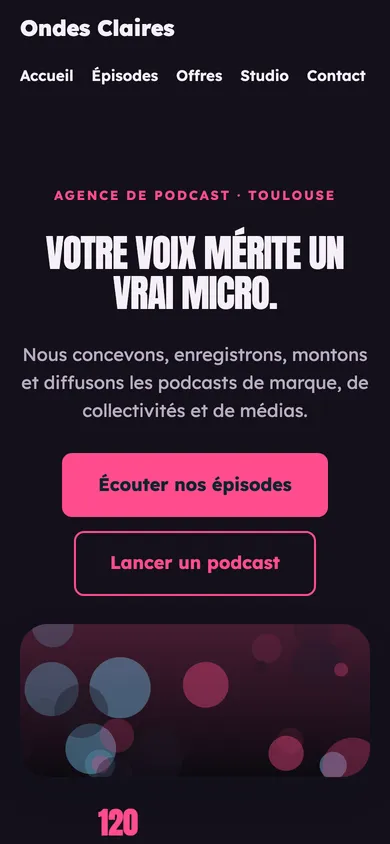 Ondes Claires
Accueil Épisodes Offres Studio Contact
AGENCE DE PODCAST · TOULOUSE
VOTRE VOIX MÉRITE UN
VRAI MICRO.
Nous concevons, enregistrons, montons
et diffusons les podcasts de marque, de
collectivités et de médias.
Écouter nos épisodes
Lancer un podcast
120